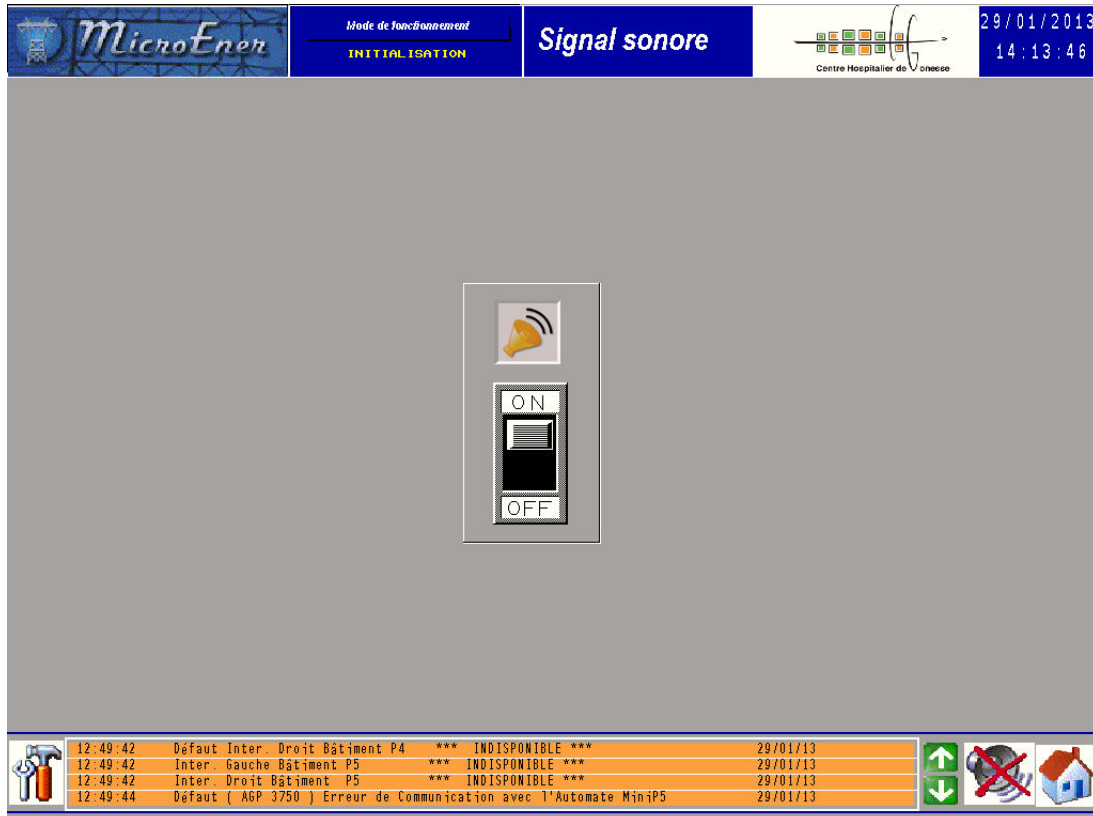 MicroEner
Mode de fonctionnement
INITIALISATION
Signal sonore
Centre Hospitalier de Gonesse
29/01/2013
14:13:46
ON
OFF
12:49:42 Défaut Inter. Droit Bâtiment P4 *** INDISPONIBLE *** 29/01/13
12:49:42 Inter. Gauche Bâtiment P5 *** INDISPONIBLE *** 29/01/13
12:49:42 Inter. Droit Bâtiment P5 *** INDISPONIBLE *** 29/01/13
12:49:44 Défaut ( AGP 3750 ) Erreur de Communication avec l'Automate MiniP5 29/01/13